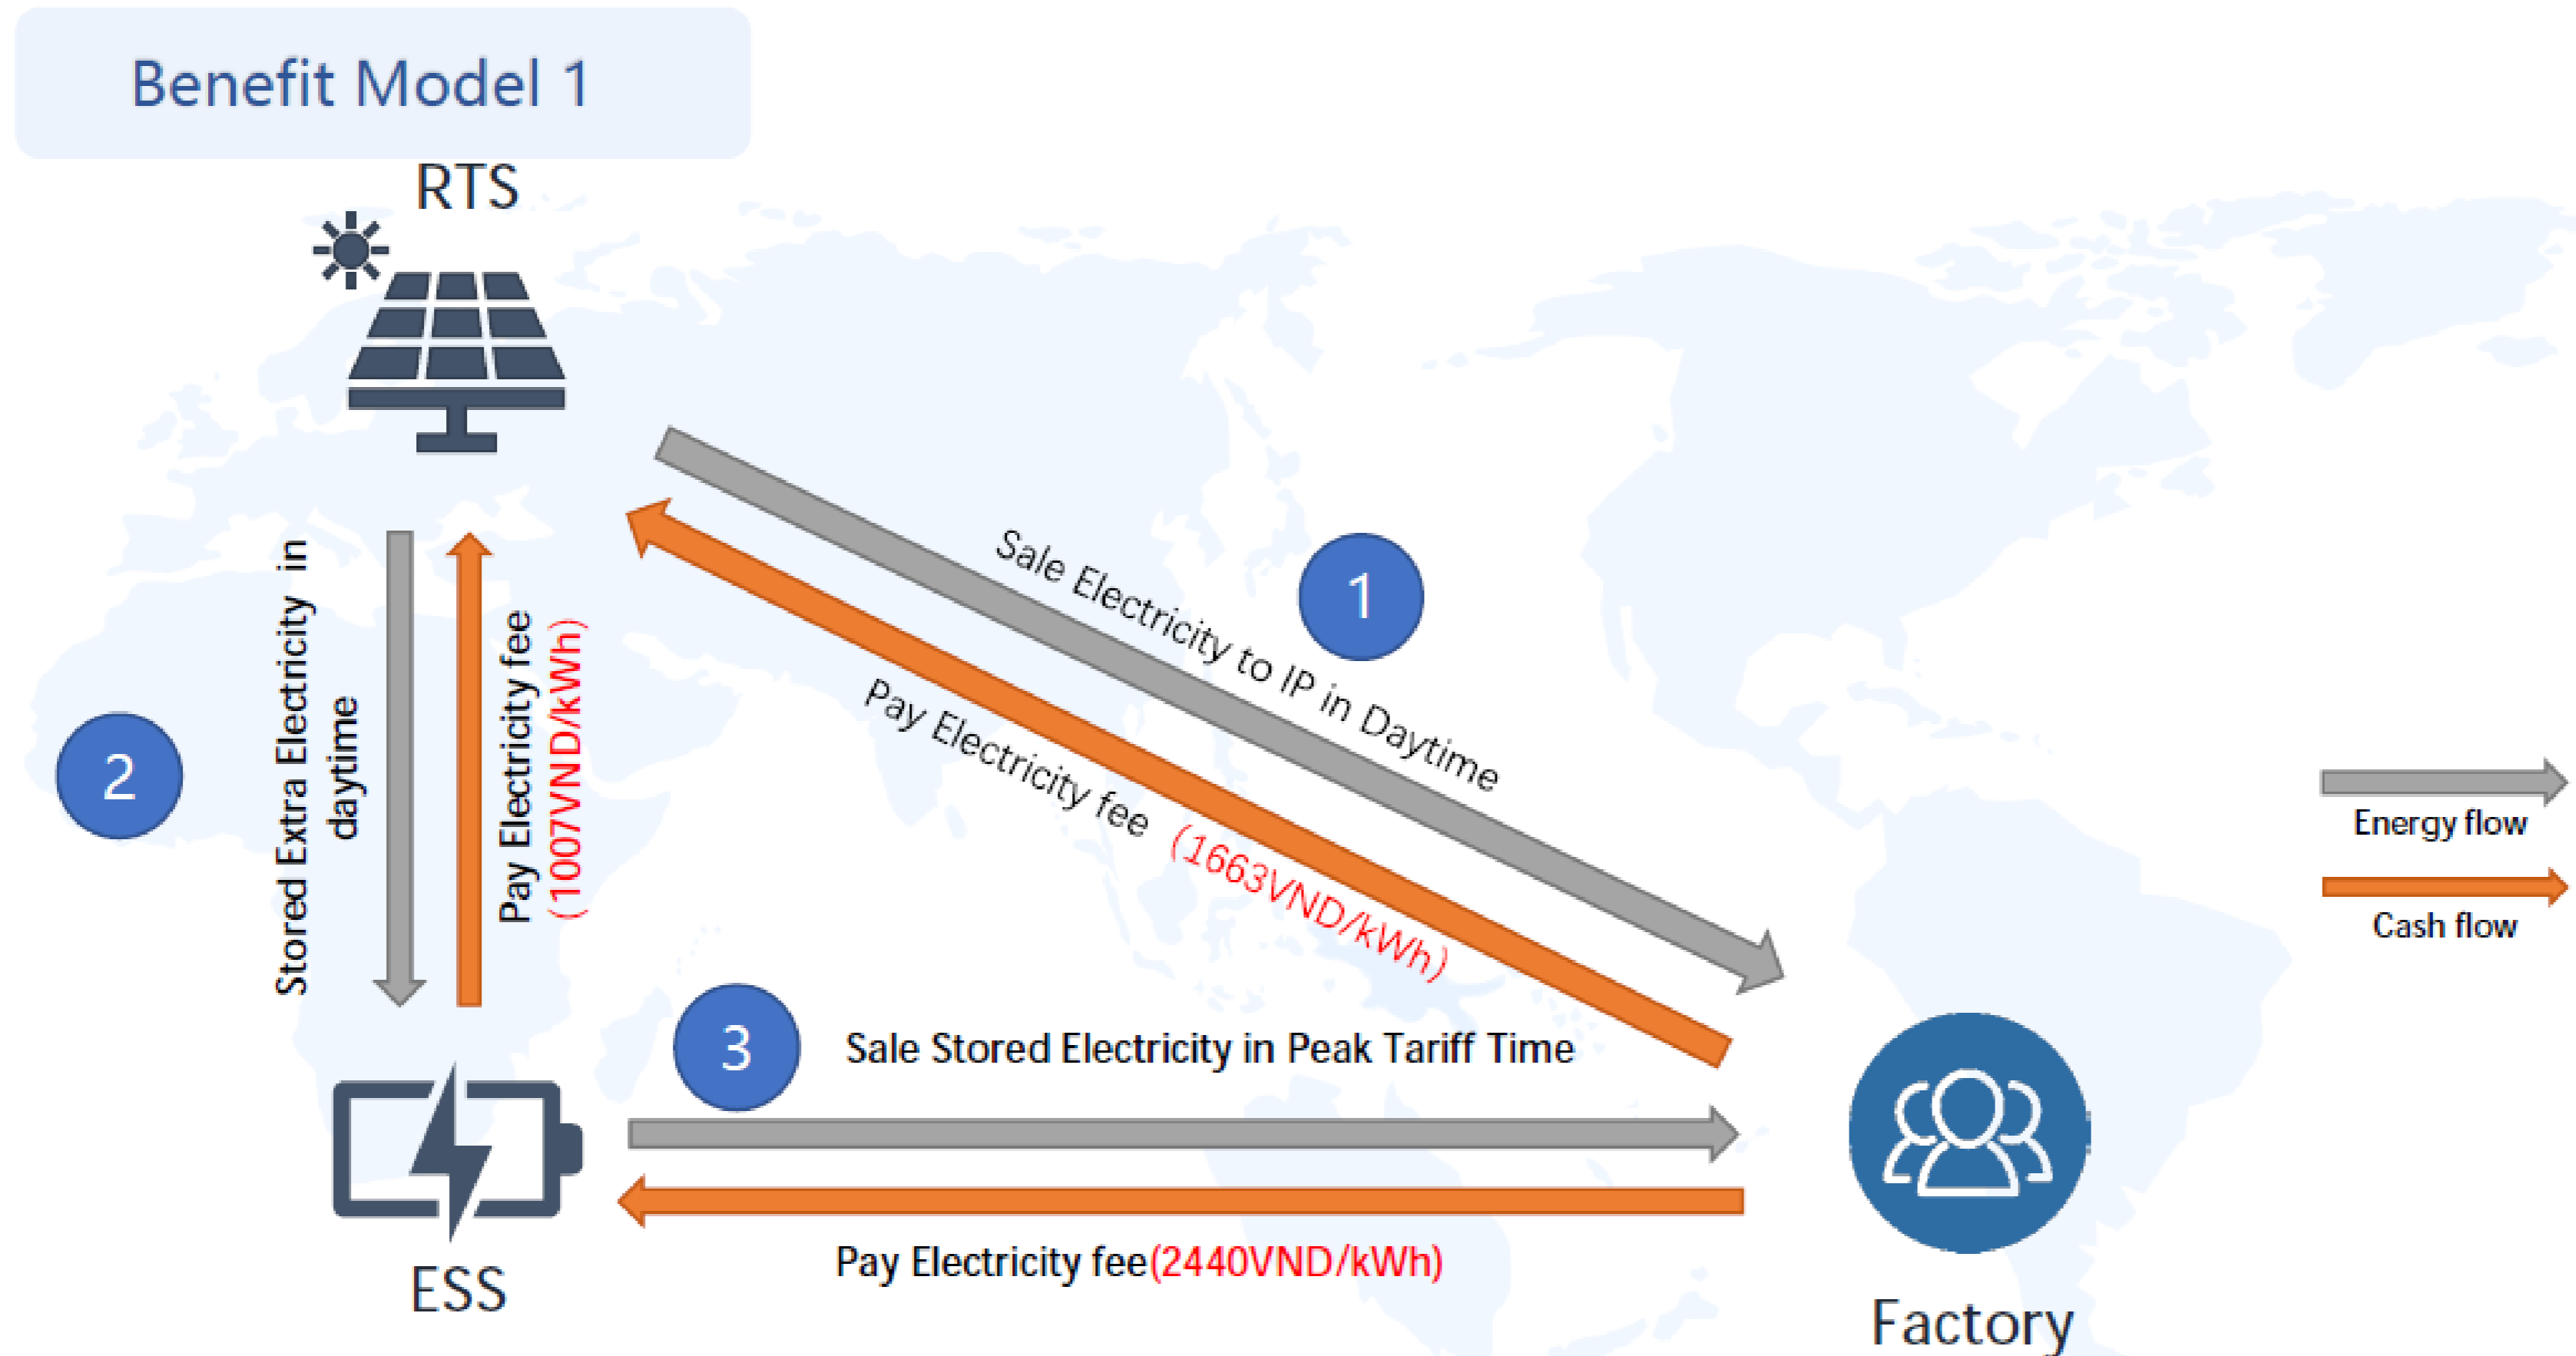 Benefit Model 1
RTS
Sale Electricity to IP in Daytime
1
Pay Electricity fee (1663VND/kWh)
Stored Extra Electricity in
daytime
Pay Electricity fee
(1007VND/kWh)
2
Energy flow
Cash flow
3
Sale Stored Electricity in Peak Tariff Time
Pay Electricity fee(2440VND/kWh)
ESS
Factory